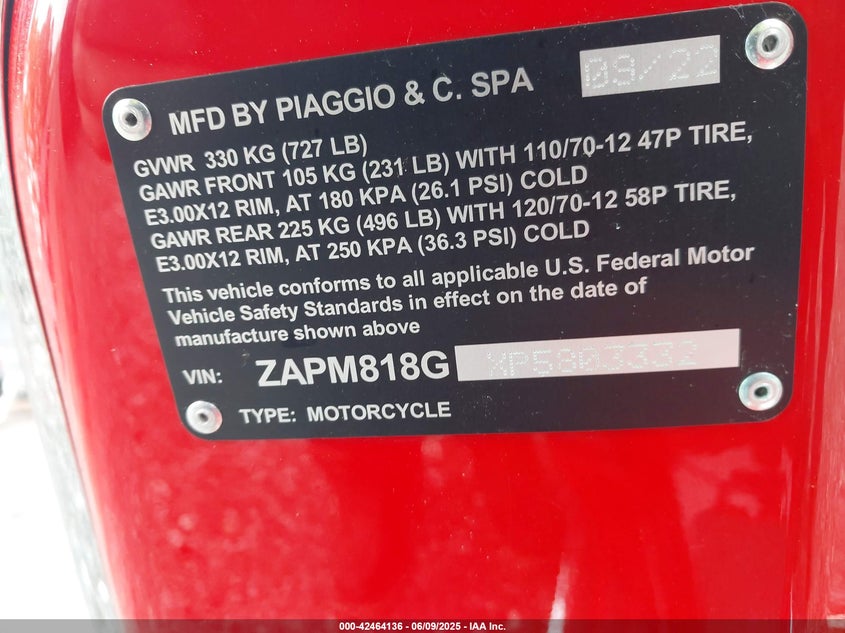 MFD BY PIAGGIO & C. SPA 09/22
GVWR 330 KG (727 LB)
GAWR FRONT 105 KG (231 LB) WITH 110/70-12 47P TIRE,
E3.00X12 RIM, AT 180 KPA (26.1 PSI) COLD
GAWR REAR 225 KG (496 LB) WITH 120/70-12 58P TIRE,
E3.00X12 RIM, AT 250 KPA (36.3 PSI) COLD
This vehicle conforms to all applicable U.S. Federal Motor
Vehicle Safety Standards in effect on the date of
manufacture shown above
VIN: ZAPM818G XP5803332
TYPE: MOTORCYCLE
000-42464136 - 06/09/2025 - IAA Inc.